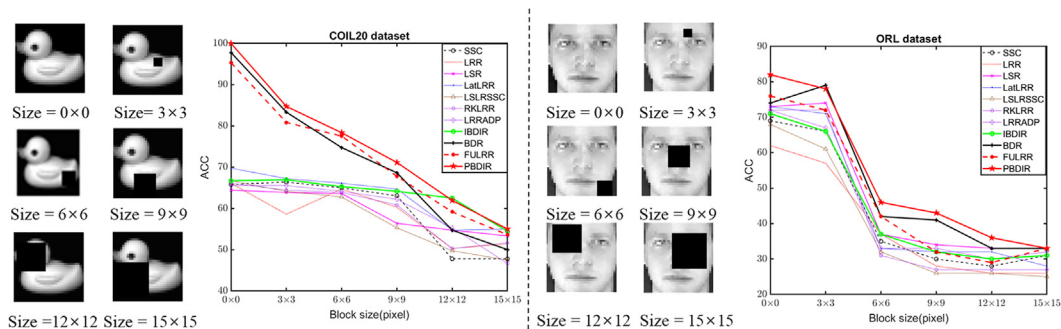 Size = 0×0
Size= 3×3
Size = 6×6
Size = 9×9
Size =12×12
Size = 15×15
COIL20 dataset
ACC
100
90
80
70
60
50
40
0×0
3×3
6×6
9×9
12×12
15×15
Block size(pixel)
SSC
LRR
LSR
LatLRR
LSLRSSC
RKLRR
LRRADP
IBDIR
BDR
FULRR
PBDIR
Size = 0×0
Size = 3×3
Size = 6×6
Size = 9×9
Size = 12×12
Size = 15×15
ORL dataset
ACC
90
80
70
60
50
40
30
20
0×0
3×3
6×6
9×9
12×12
15×15
Block size(pixel)
SSC
LRR
LSR
LatLRR
LSLRSSC
RKLRR
LRRADP
IBDIR
BDR
FULRR
PBDIR